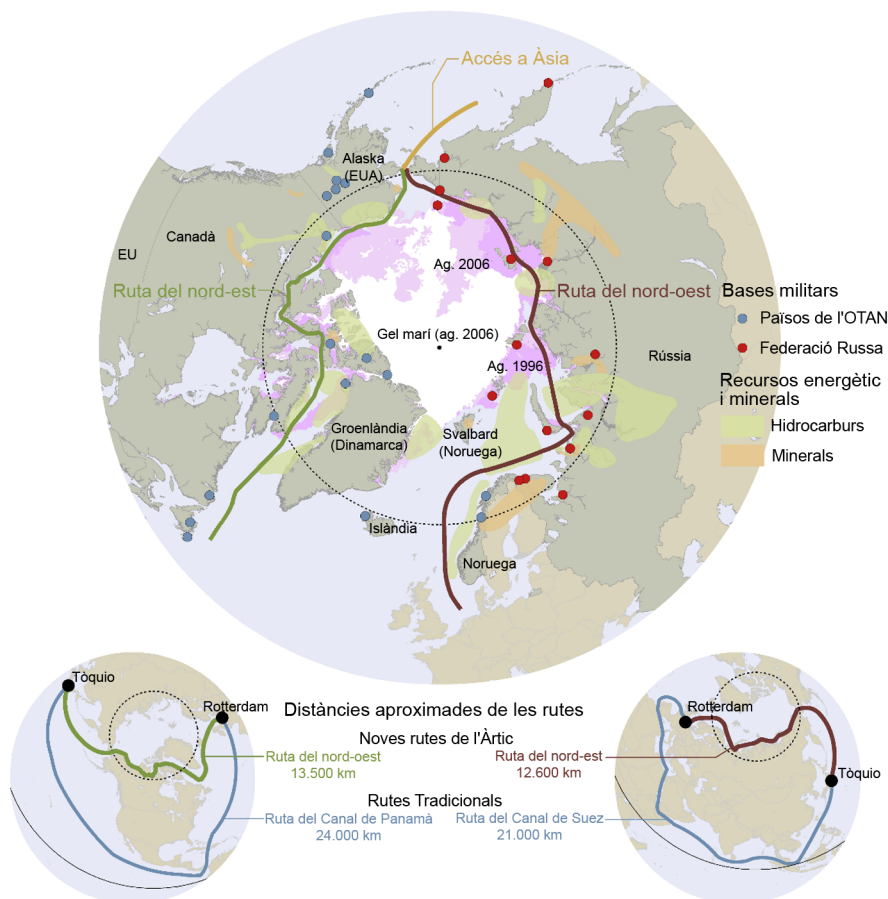 Accés a Àsia
Alaska
(EUA)
Canadà
EU
Ag. 2006
Ruta del nord-est
Ruta del nord-oest
Gel marí (ag. 2006)
Ag. 1996
Rússia
Groenlàndia
(Dinamarca)
Svalbard
(Noruega)
Islàndia
Noruega
Bases militars
Països de l'OTAN
Federació Russa
Recursos energètic
i minerals
Hidrocarburs
Minerals
Tòquio
Rotterdam
Distàncies aproximades de les rutes
Noves rutes de l'Àrtic
Ruta del nord-oest
13.500 km
Ruta del nord-est
12.600 km
Rutes Tradicionals
Ruta del Canal de Panamà
24.000 km
Ruta del Canal de Suez
21.000 km
Rotterdam
Tòquio